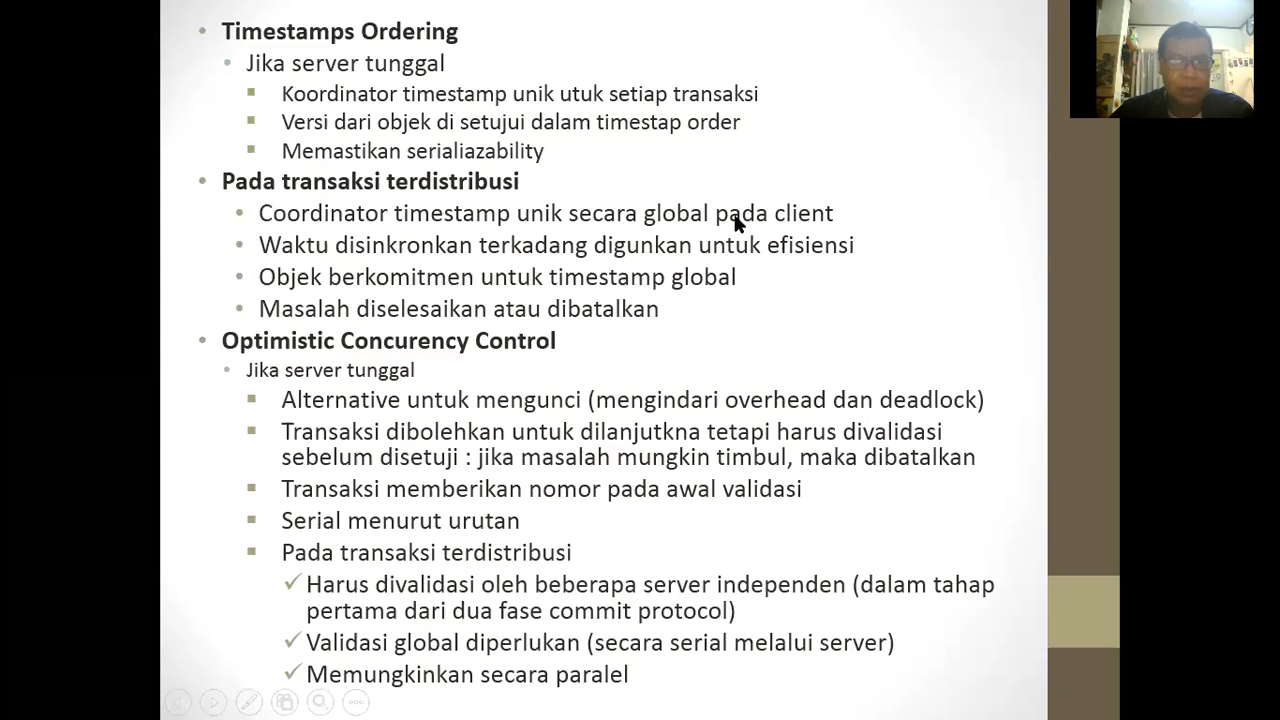 Timestamps Ordering
Jika server tunggal
Koordinator timestamp unik utuk setiap transaksi
Versi dari objek di setujui dalam timestap order
Memastikan serialiazability
Pada transaksi terdistribusi
Coordinator timestamp unik secara global pada client
Waktu disinkronkan terkadang digunkan untuk efisiensi
Objek berkomitmen untuk timestamp global
Masalah diselesaikan atau dibatalkan
Optimistic Concurency Control
Jika server tunggal
Alternative untuk mengunci (mengindari overhead dan deadlock)
Transaksi dibolehkan untuk dilanjutkna tetapi harus divalidasi
sebelum disetuji : jika masalah mungkin timbul, maka dibatalkan
Transaksi memberikan nomor pada awal validasi
Serial menurut urutan
Pada transaksi terdistribusi
Harus divalidasi oleh beberapa server independen (dalam tahap
pertama dari dua fase commit protocol)
Validasi global diperlukan (secara serial melalui server)
Memungkinkan secara paralel